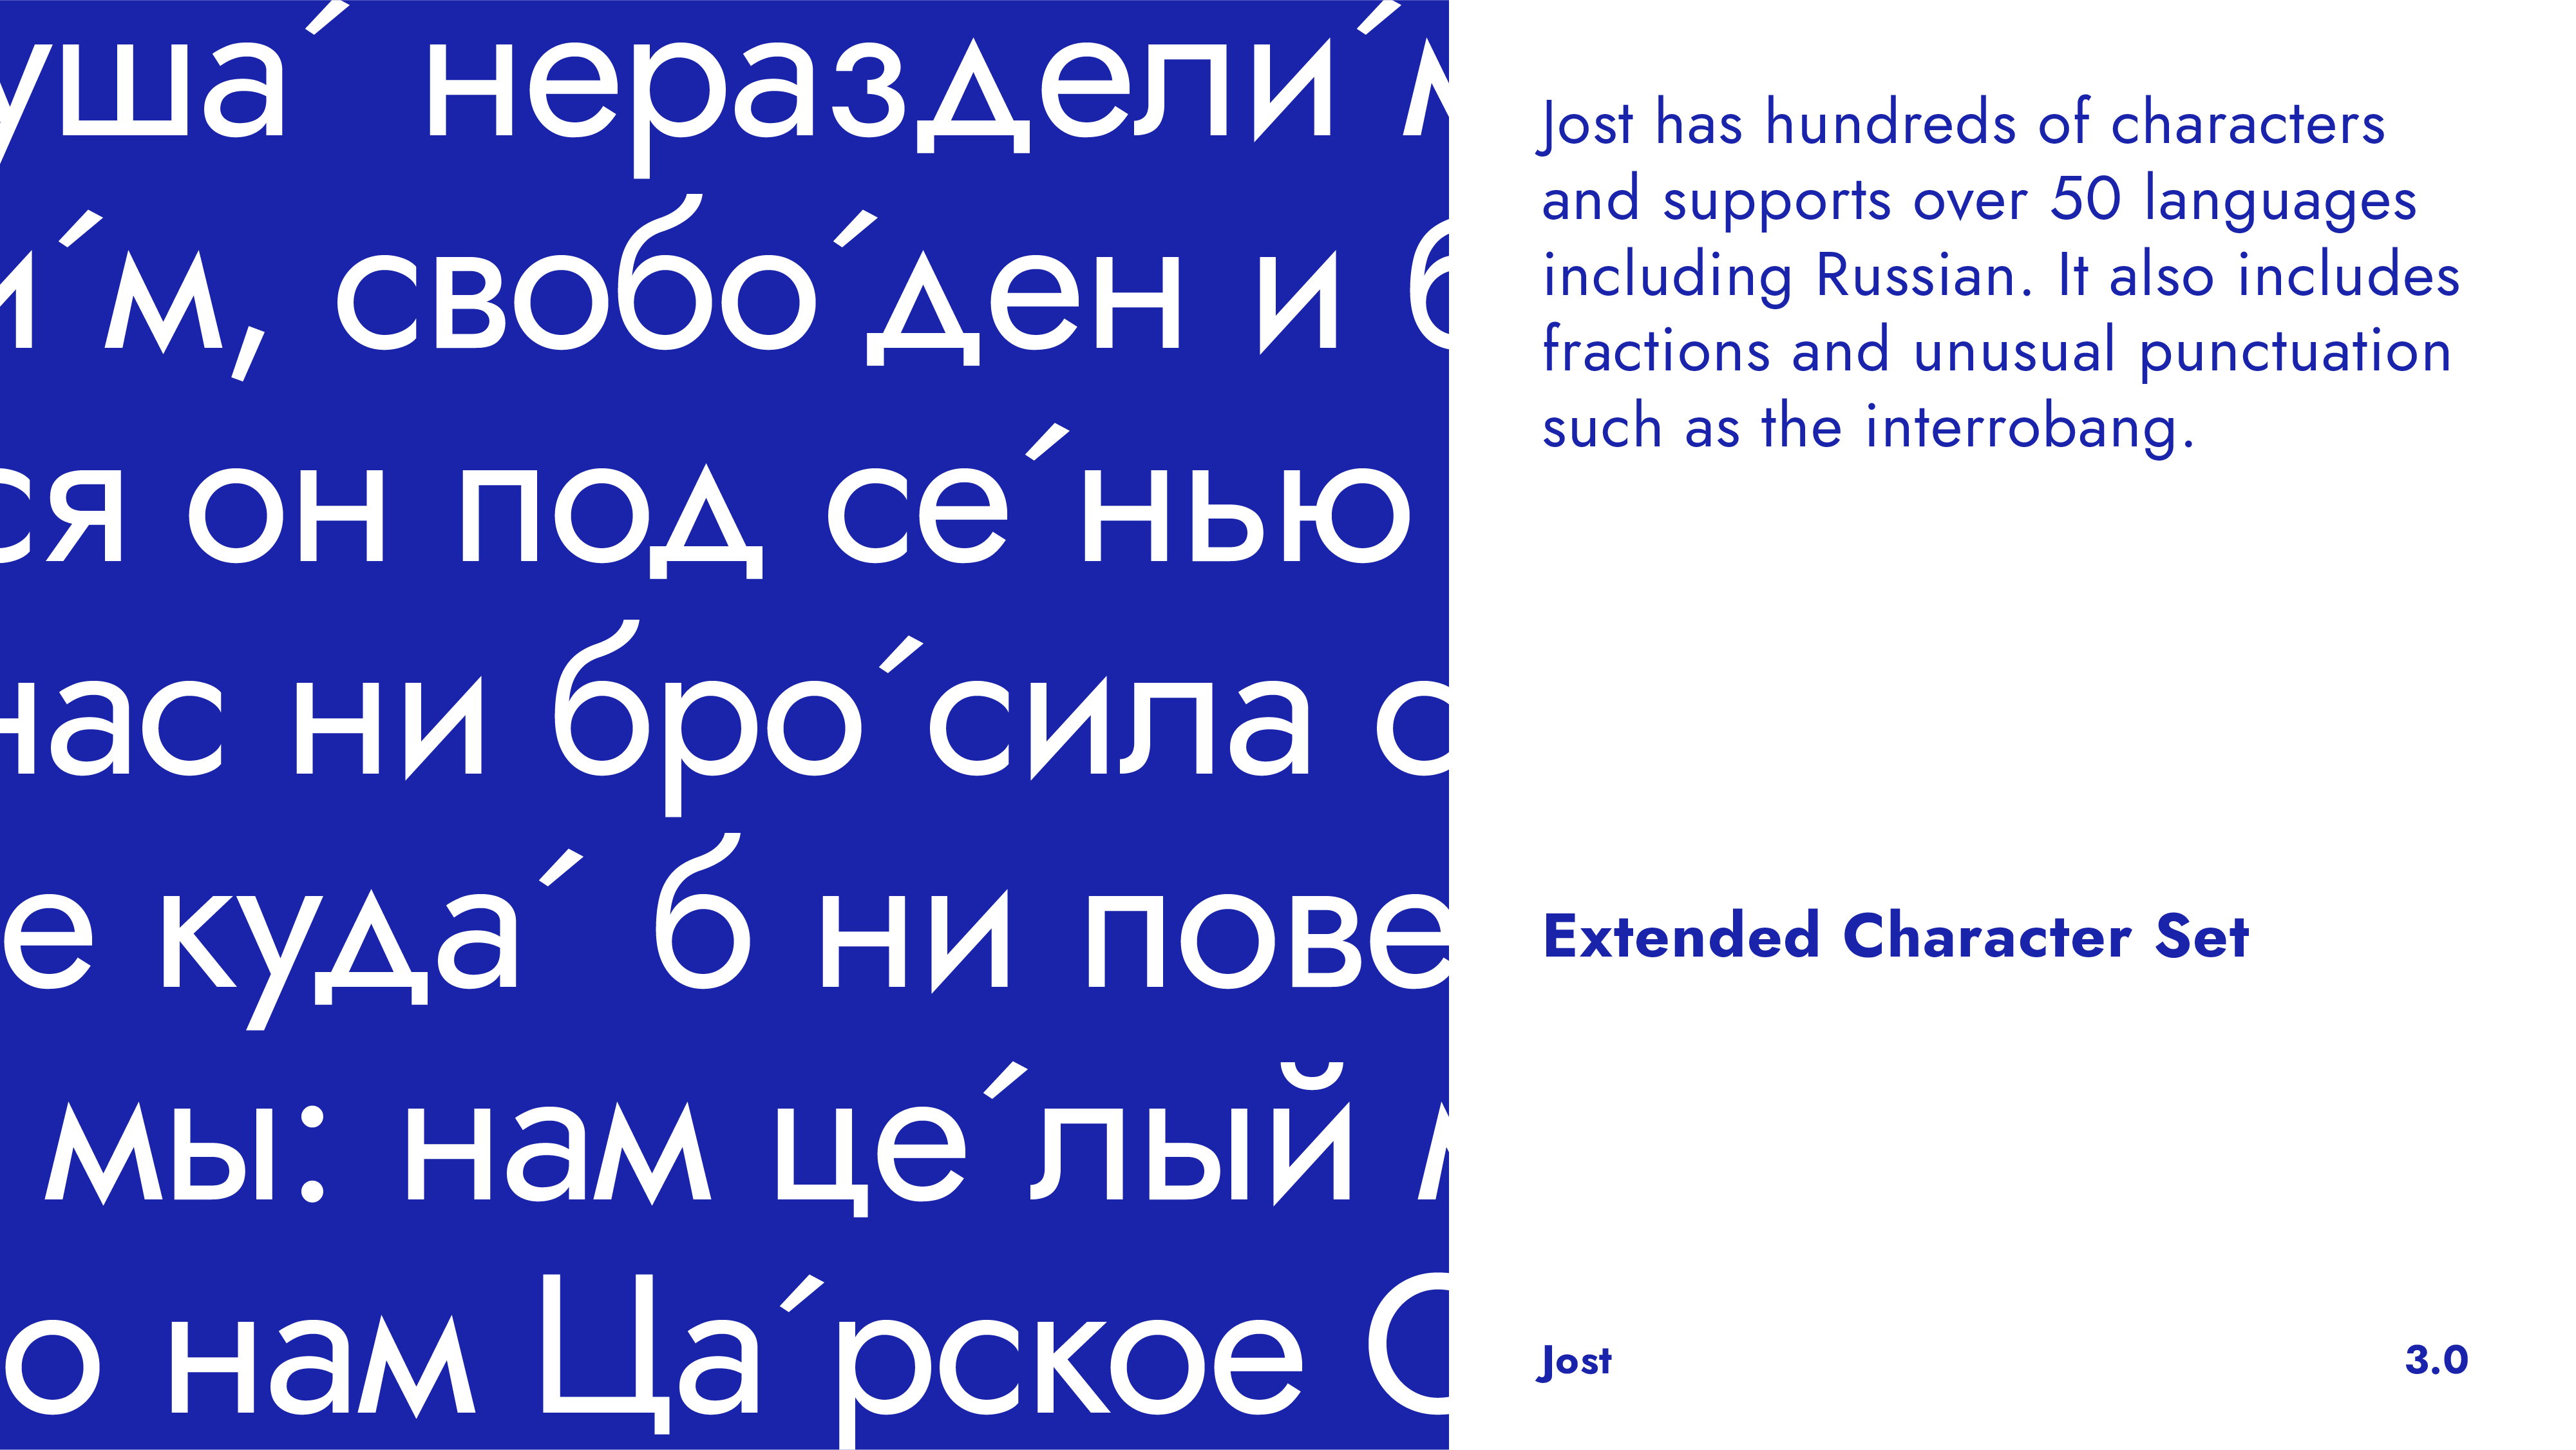 уша´ нераздели´м
и´м, свобо´ден и б
ся он под се´нью
нас ни бро´сила с
е куда´ б ни пове
мы: нам це´лый м
о нам Ца´рское С
Jost has hundreds of characters
and supports over 50 languages
including Russian. It also includes
fractions and unusual punctuation
such as the interrobang.
Extended Character Set
Jost
3.0